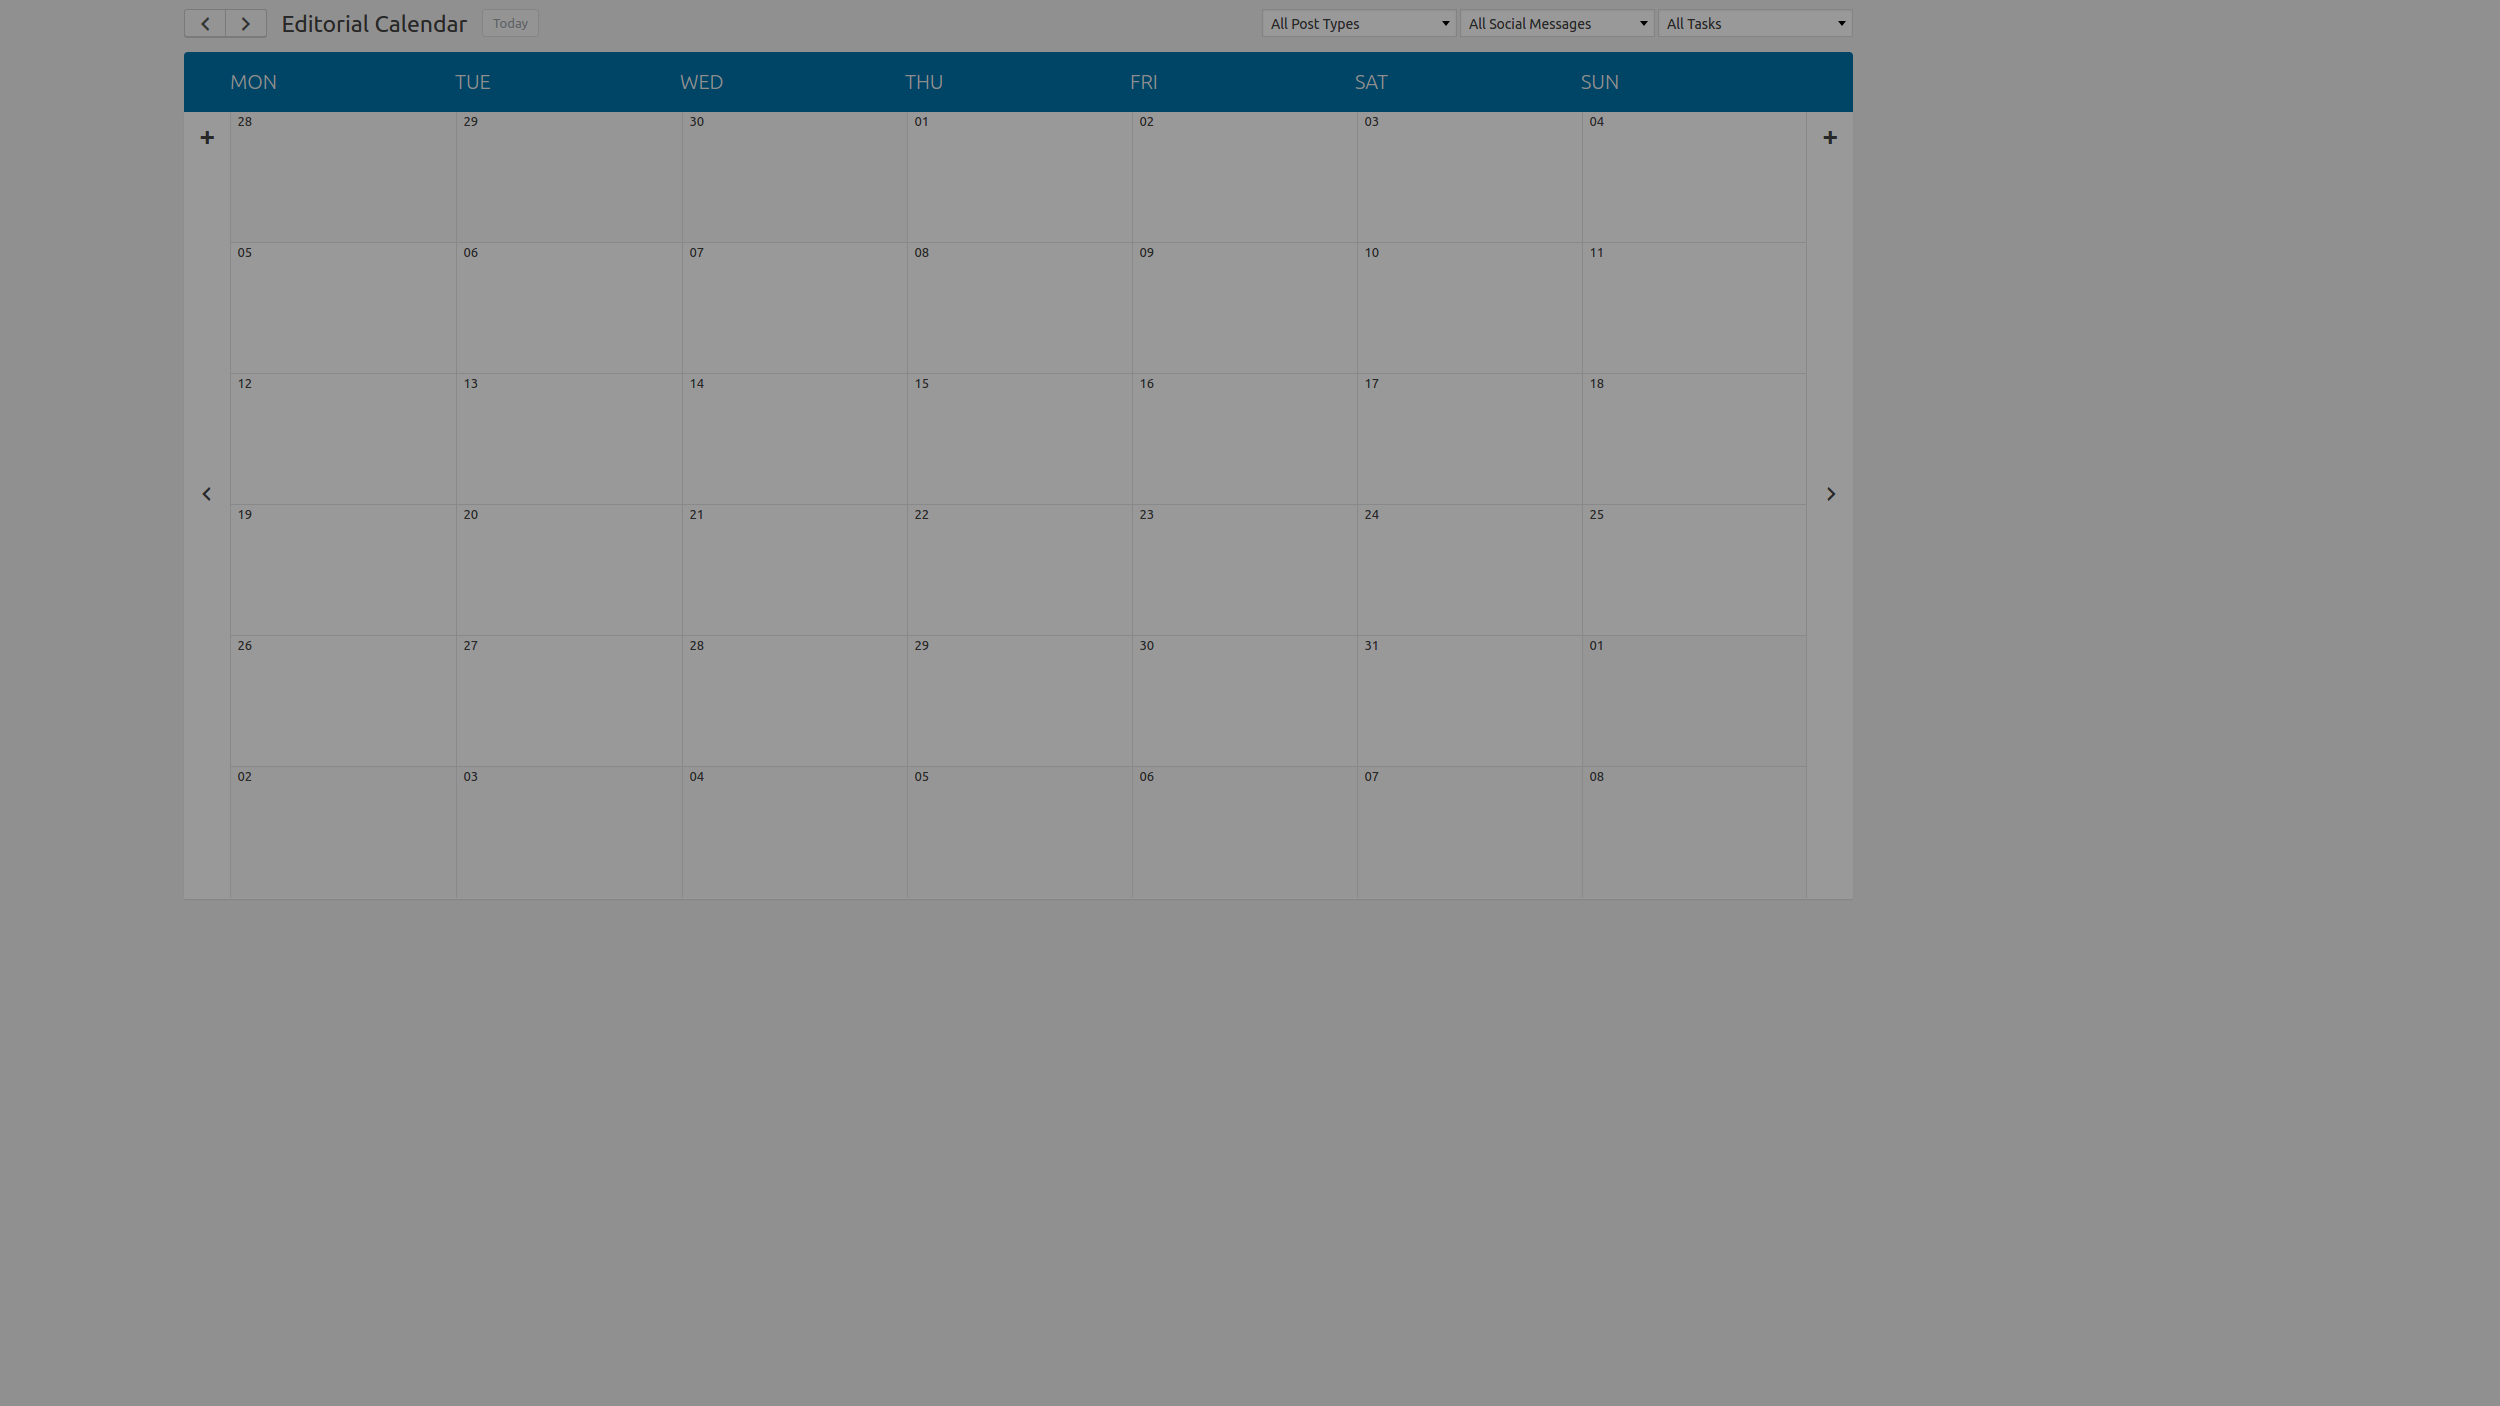 Editorial Calendar Today All Post Types All Social Messages All Tasks
MON TUE WED THU FRI SAT SUN
28 29 30 01 02 03 04
05 06 07 08 09 10 11
12 13 14 15 16 17 18
19 20 21 22 23 24 25
26 27 28 29 30 31 01
02 03 04 05 06 07 08